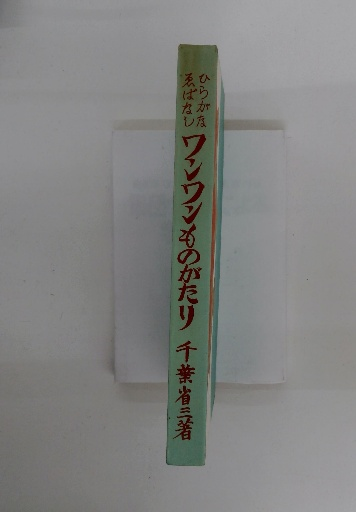 ひらがな
ゑばなし
ワンワンものがたり
千葉省三著